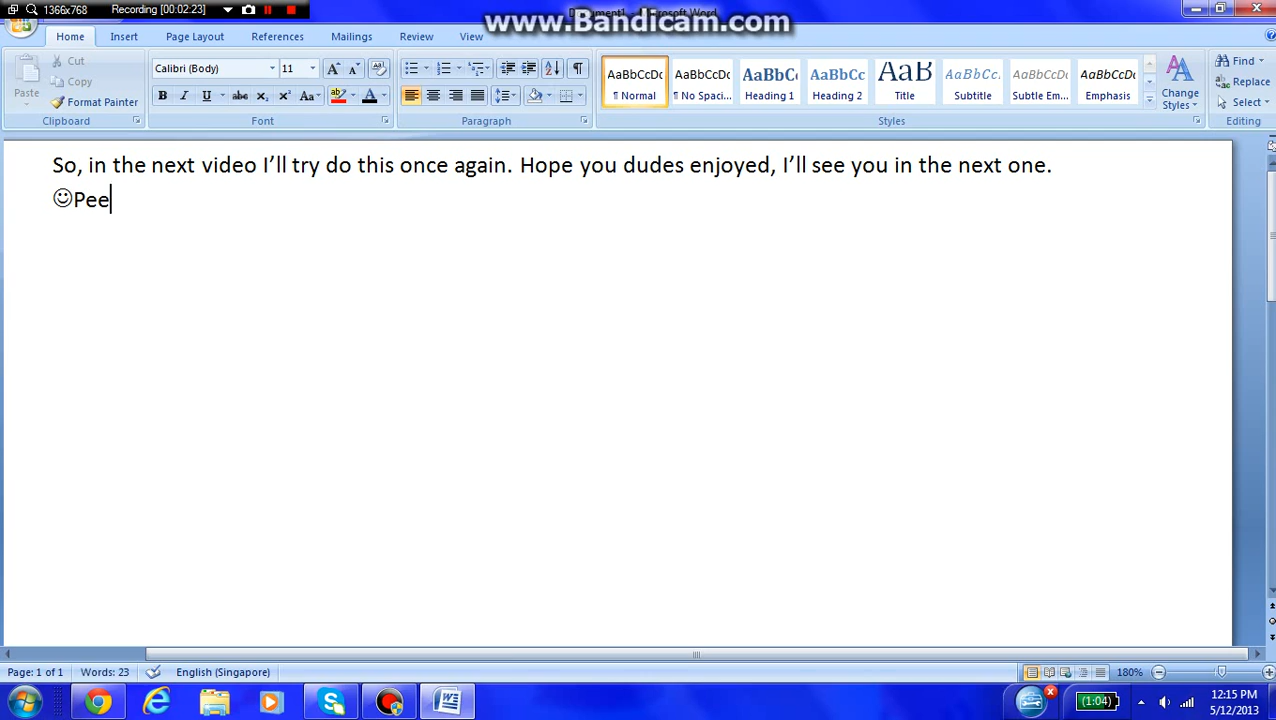 1366x768 Recording [00:02:23]
www.Bandicam.com
Home Insert Page Layout References Mailings Review View
Cut
Copy
Paste
Format Painter
Clipboard
Calibri (Body) 11
Font
Paragraph
AaBbCcDc AaBbCcDc AaBbCc AaBbCc AaB AaBbCc. AaBbCcDc AaBbCcDc
¶ Normal ¶ No Spaci... Heading 1 Heading 2 Title Subtitle Subtle Em... Emphasis
Change Styles
Styles
Find
Replace
Select
Editing
So, in the next video I’ll try do this once again. Hope you dudes enjoyed, I’ll see you in the next one.
☺Pee
Page: 1 of 1 Words: 23 English (Singapore) 180%
(1:04) 12:15 PM
5/12/2013